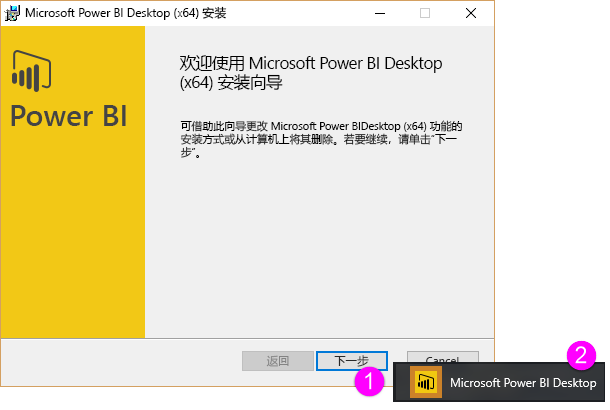 Microsoft Power BI Desktop (x64) 安装
Power BI
欢迎使用 Microsoft Power BI Desktop
(x64) 安装向导
可借助此向导更改 Microsoft Power BIDesktop (x64) 功能的
安装方式或从计算机上将其删除。若要继续，请单击“下一
步”。
返回
下一步
Cancel
1
2
Microsoft Power BI Desktop